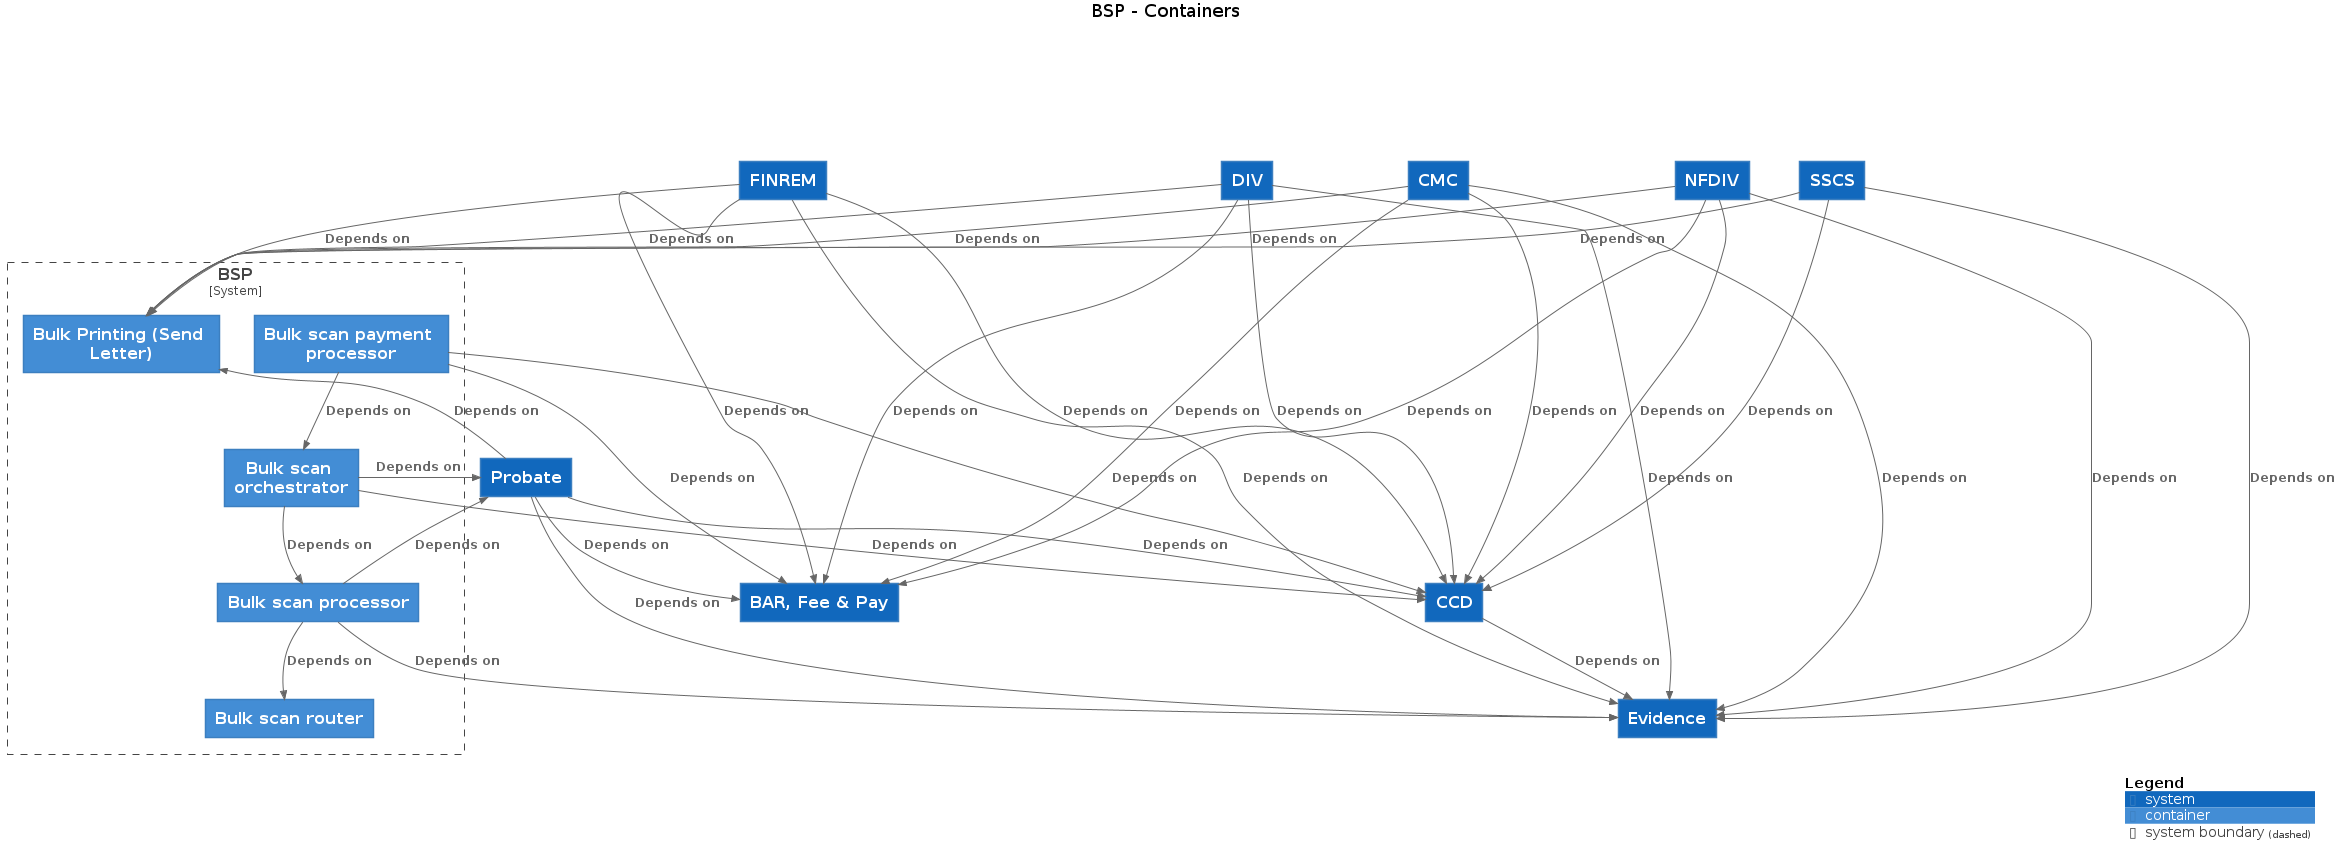 BSP - Containers
FINREM
DIV
CMC
NFDIV
SSCS
Depends on
Depends on
Depends on
Depends on
Depends on
BSP
[System]
Bulk Printing (Send
Letter)
Bulk scan payment
processor
Depends on
Depends on
Depends on
Depends on
Depends on
Depends on
Depends on
Depends on
Depends on
Depends on
Depends on
Bulk scan
orchestrator
Depends on
Probate
Depends on
Depends on
Depends on
Depends on
Depends on
Depends on
Depends on
Depends on
Depends on
Depends on
Depends on
Depends on
Bulk scan processor
Depends on
BAR, Fee & Pay
CCD
Depends on
Depends on
Depends on
Bulk scan router
Evidence
Legend
system
container
system boundary (dashed)